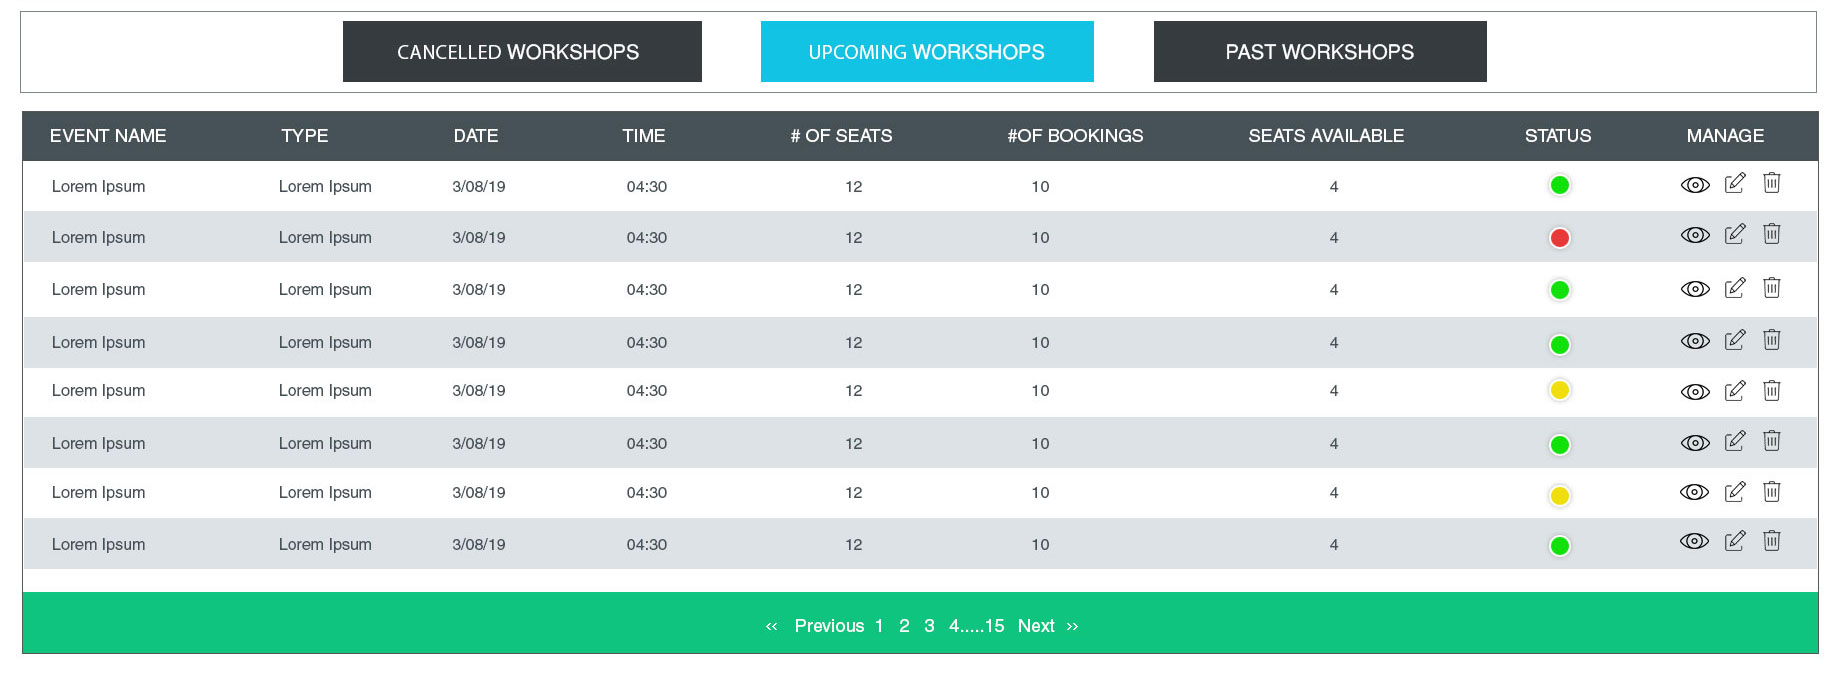 CANCELLED WORKSHOPS UPCOMING WORKSHOPS PAST WORKSHOPS
EVENT NAME TYPE DATE TIME # OF SEATS #OF BOOKINGS SEATS AVAILABLE STATUS MANAGE
Lorem Ipsum Lorem Ipsum 3/08/19 04:30 12 10 4
Lorem Ipsum Lorem Ipsum 3/08/19 04:30 12 10 4
Lorem Ipsum Lorem Ipsum 3/08/19 04:30 12 10 4
Lorem Ipsum Lorem Ipsum 3/08/19 04:30 12 10 4
Lorem Ipsum Lorem Ipsum 3/08/19 04:30 12 10 4
Lorem Ipsum Lorem Ipsum 3/08/19 04:30 12 10 4
Lorem Ipsum Lorem Ipsum 3/08/19 04:30 12 10 4
Lorem Ipsum Lorem Ipsum 3/08/19 04:30 12 10 4
‹‹ Previous 1 2 3 4.....15 Next ››